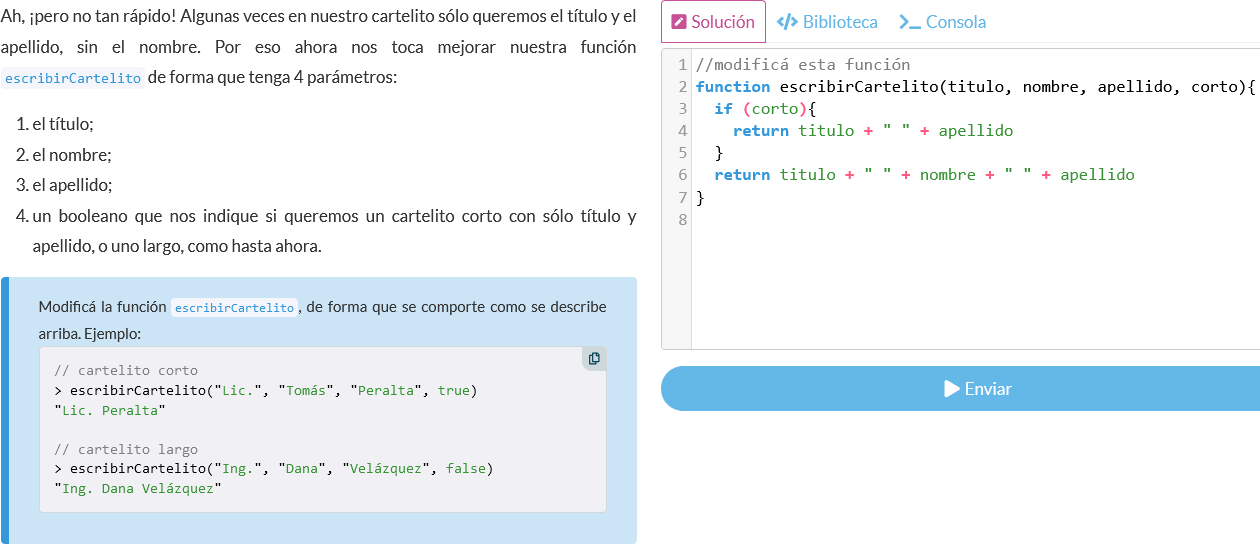 Ah, ¡pero no tan rápido! Algunas veces en nuestro cartelito sólo queremos el título y el
apellido, sin el nombre. Por eso ahora nos toca mejorar nuestra función
escribirCartelito de forma que tenga 4 parámetros:
1. el título;
2. el nombre;
3. el apellido;
4. un booleano que nos indique si queremos un cartelito corto con sólo título y
apellido, o uno largo, como hasta ahora.
Modificá la función escribirCartelito, de forma que se comporte como se describe
arriba. Ejemplo:
// cartelito corto
> escribirCartelito("Lic.", "Tomás", "Peralta", true)
"Lic. Peralta"
// cartelito largo
> escribirCartelito("Ing.", "Dana", "Velázquez", false)
"Ing. Dana Velázquez"
Solución </> Biblioteca >_ Consola
1 //modificá esta función
2 function escribirCartelito(titulo, nombre, apellido, corto){
3 if (corto){
4 return titulo + " " + apellido
5 }
6 return titulo + " " + nombre + " " + apellido
7 }
8
Enviar